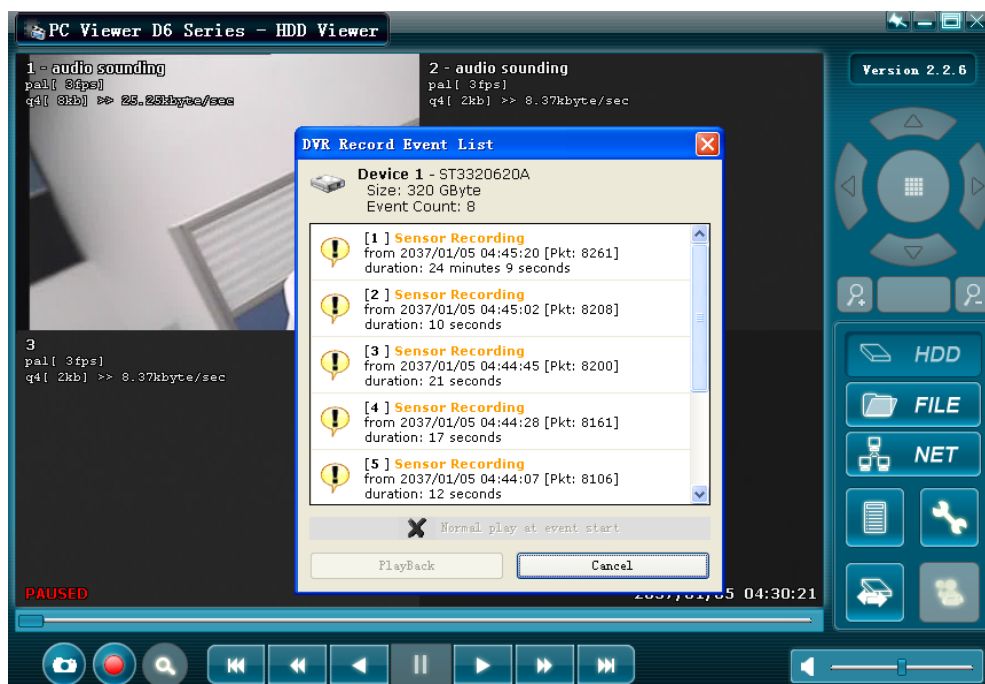 PC Viewer D6 Series - HDD Viewer
1 - audio sounding
pal[ 3fps]
q4[ 8kb] >> 25.25kbyte/sec
2 - audio sounding
pal[ 3fps]
q4[ 2kb] >> 8.37kbyte/sec
Version 2.2.6
DVR Record Event List
Device 1 - ST3320620A
Size: 320 GByte
Event Count: 8
[1 ] Sensor Recording
from 2037/01/05 04:45:20 [Pkt: 8261]
duration: 24 minutes 9 seconds
[2 ] Sensor Recording
from 2037/01/05 04:45:02 [Pkt: 8208]
duration: 10 seconds
[3 ] Sensor Recording
from 2037/01/05 04:44:45 [Pkt: 8200]
duration: 21 seconds
[4 ] Sensor Recording
from 2037/01/05 04:44:28 [Pkt: 8161]
duration: 17 seconds
[5 ] Sensor Recording
from 2037/01/05 04:44:07 [Pkt: 8106]
duration: 12 seconds
Normal play at event start
PlayBack
Cancel
3
pal[ 3fps]
q4[ 2kb] >> 8.37kbyte/sec
HDD
FILE
NET
PAUSED
2037/01/05 04:30:21